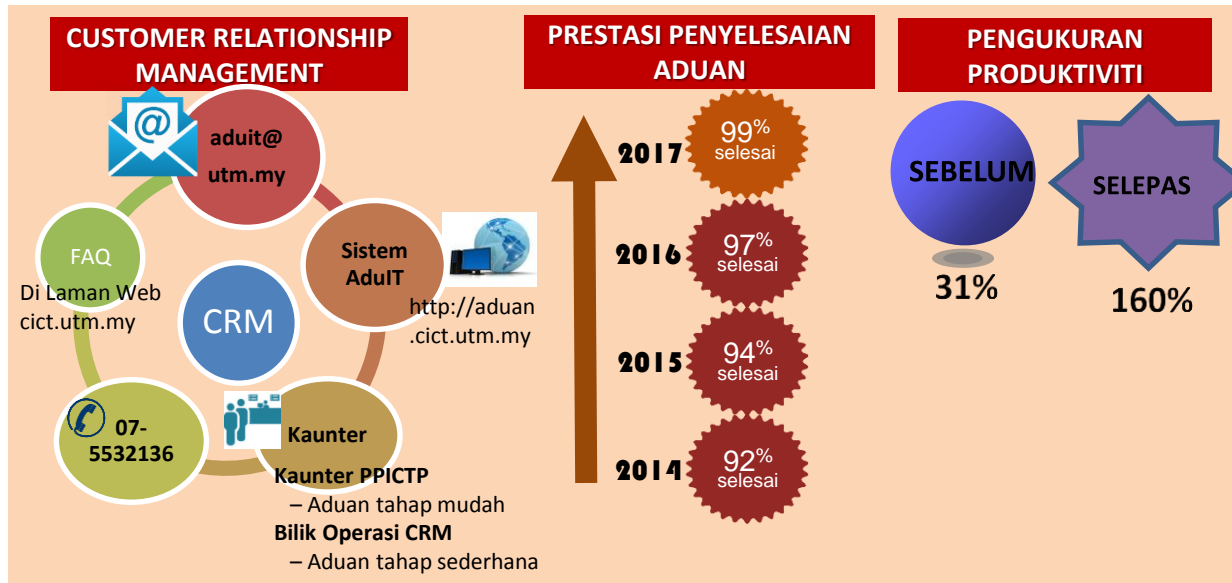 CUSTOMER RELATIONSHIP
MANAGEMENT
@
aduit@
utm.my
FAQ
Di Laman Web
cict.utm.my
Sistem
AduIT
http://aduan
.cict.utm.my
CRM
07-
5532136
Kaunter
Kaunter PPICTP
– Aduan tahap mudah
Bilik Operasi CRM
– Aduan tahap sederhana
PRESTASI PENYELESAIAN
ADUAN
2017
99%
selesai
2016
97%
selesai
2015
94%
selesai
2014
92%
selesai
PENGUKURAN
PRODUKTIVITI
SEBELUM
31%
SELEPAS
160%